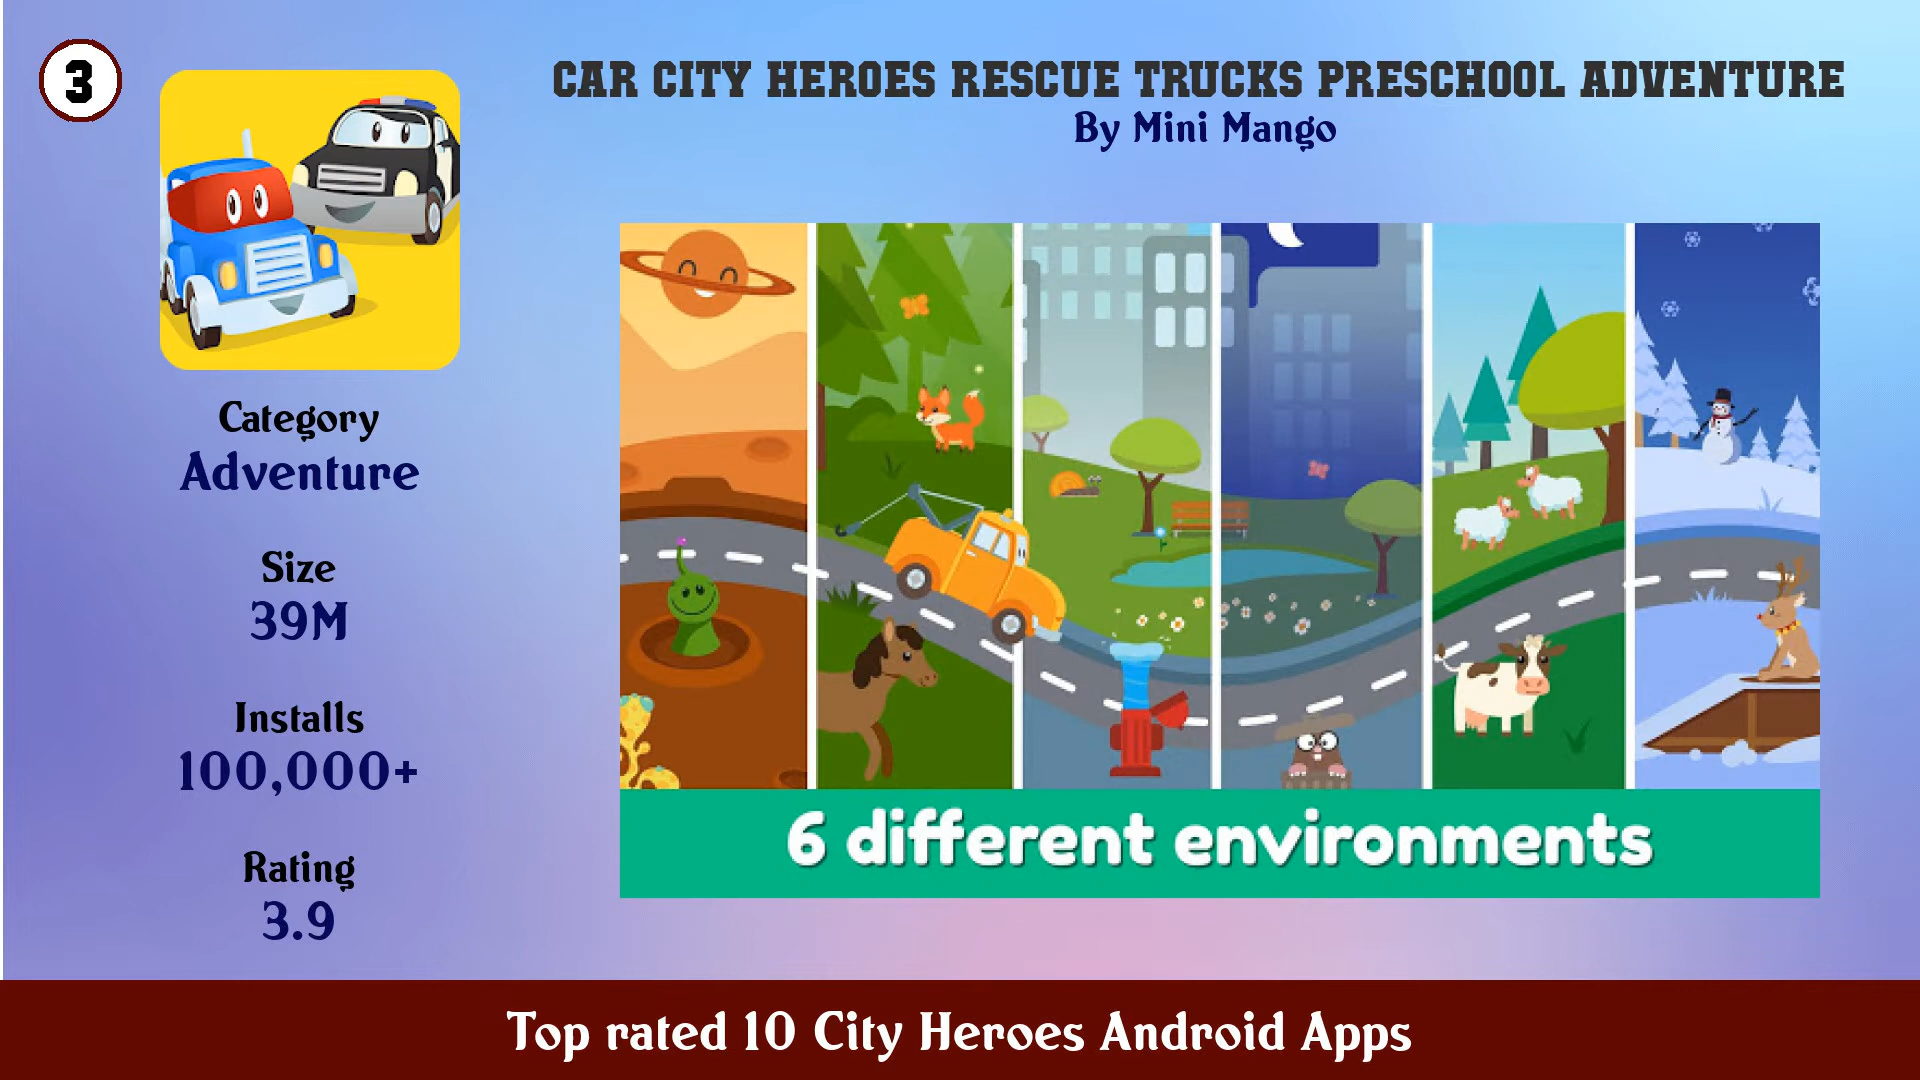 3
CAR CITY HEROES RESCUE TRUCKS PRESCHOOL ADVENTURE
By Mini Mango
Category
Adventure
Size
39M
Installs
100,000+
Rating
3.9
6 different environments
Top rated 10 City Heroes Android Apps